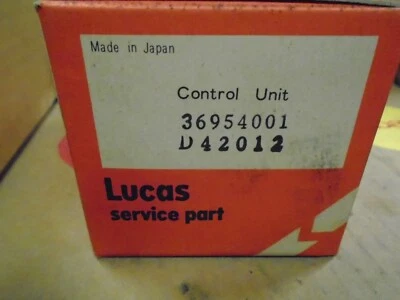 Made in Japan
Control Unit
36954001
D42012
Lucas
service part